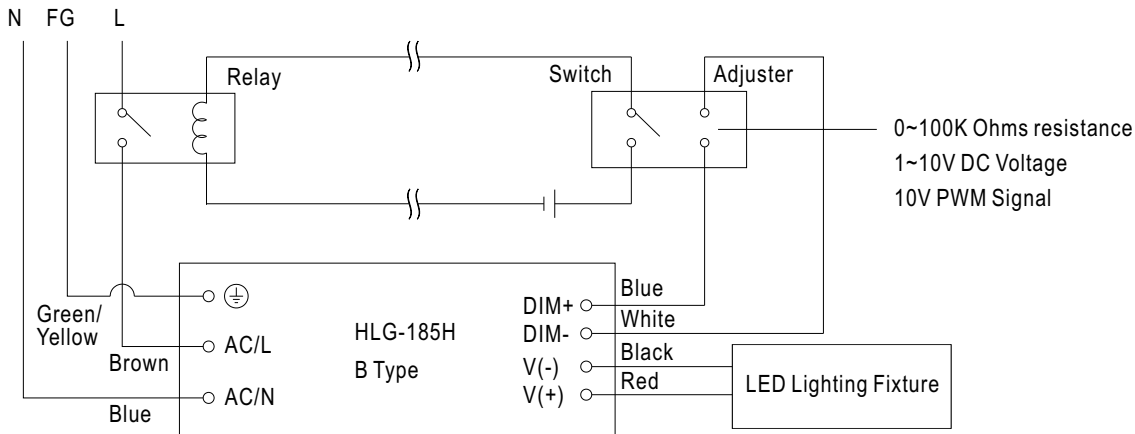 N FG L
Relay
Switch
Adjuster
0~100K Ohms resistance
1~10V DC Voltage
10V PWM Signal
Green/
Yellow
Brown
Blue
AC/L
AC/N
HLG-185H
B Type
DIM+
DIM-
V(-)
V(+)
Blue
White
Black
Red
LED Lighting Fixture